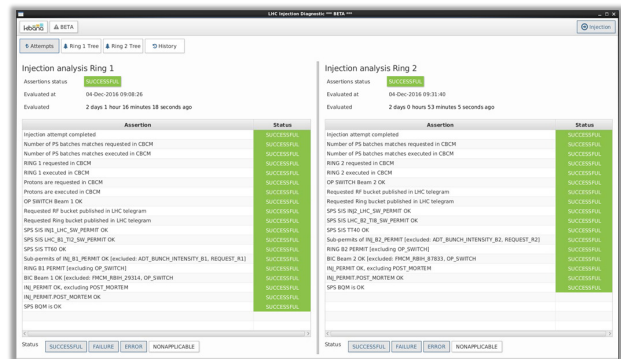 LHC Injection Diagnostic *** BETA ***
kibana
BETA
Injection
Attempts
Ring 1 Tree
Ring 2 Tree
History
Injection analysis Ring 1
Assertions status SUCCESSFUL
Evaluated at 04-Dec-2016 09:08:26
Evaluated 2 days 1 hour 16 minutes 18 seconds ago
Assertion Status
Injection attempt completed SUCCESSFUL
Number of PS batches matches requested in CBCM SUCCESSFUL
Number of PS batches matches executed in CBCM SUCCESSFUL
RING 1 requested in CBCM SUCCESSFUL
RING 1 executed in CBCM SUCCESSFUL
Protons are requested in CBCM SUCCESSFUL
Protons are executed in CBCM SUCCESSFUL
OP SWITCH Beam 1 OK SUCCESSFUL
Requested RF bucket published in LHC telegram SUCCESSFUL
Requested Ring bucket published in LHC telegram SUCCESSFUL
SPS SIS INJ1_LHC_SW_PERMIT OK SUCCESSFUL
SPS SIS LHC_B1_TI2_SW_PERMIT OK SUCCESSFUL
SPS SIS TT60 OK SUCCESSFUL
Sub-permits of INJ_B1_PERMIT OK [excluded: ADT_BUNCH_INTENSITY_B1, REQUEST_R1] SUCCESSFUL
RING B1 PERMIT [excluding OP_SWITCH] SUCCESSFUL
BIC Beam 1 OK [excluded: FMCM_RBIH_29314, OP_SWITCH SUCCESSFUL
INJ_PERMIT OK, excluding POST_MORTEM SUCCESSFUL
INJ_PERMIT.POST_MORTEM OK SUCCESSFUL
SPS BQM is OK SUCCESSFUL
Status SUCCESSFUL FAILURE ERROR NONAPPLICABLE
Injection analysis Ring 2
Assertions status SUCCESSFUL
Evaluated at 04-Dec-2016 09:31:40
Evaluated 2 days 0 hours 53 minutes 5 seconds ago
Assertion Status
Injection attempt completed SUCCESSFUL
Number of PS batches matches requested in CBCM SUCCESSFUL
Number of PS batches matches executed in CBCM SUCCESSFUL
RING 2 requested in CBCM SUCCESSFUL
RING 2 executed in CBCM SUCCESSFUL
Protons are requested in CBCM SUCCESSFUL
Protons are executed in CBCM SUCCESSFUL
OP SWITCH Beam 2 OK SUCCESSFUL
Requested RF bucket published in LHC telegram SUCCESSFUL
Requested Ring bucket published in LHC telegram SUCCESSFUL
SPS SIS INJ2_LHC_SW_PERMIT OK SUCCESSFUL
SPS SIS LHC_B2_TI8_SW_PERMIT OK SUCCESSFUL
SPS SIS TT40 OK SUCCESSFUL
Sub-permits of INJ_B2_PERMIT [excluded: ADT_BUNCH_INTENSITY_B2, REQUEST_R2] SUCCESSFUL
RING B2 PERMIT [excluding OP_SWITCH] SUCCESSFUL
BIC Beam 2 OK [excluded: FMCM_RBIH_87833, OP_SWITCH SUCCESSFUL
INJ_PERMIT OK, excluding POST_MORTEM SUCCESSFUL
INJ_PERMIT.POST_MORTEM OK SUCCESSFUL
SPS BQM is OK SUCCESSFUL
Status SUCCESSFUL FAILURE ERROR NONAPPLICABLE